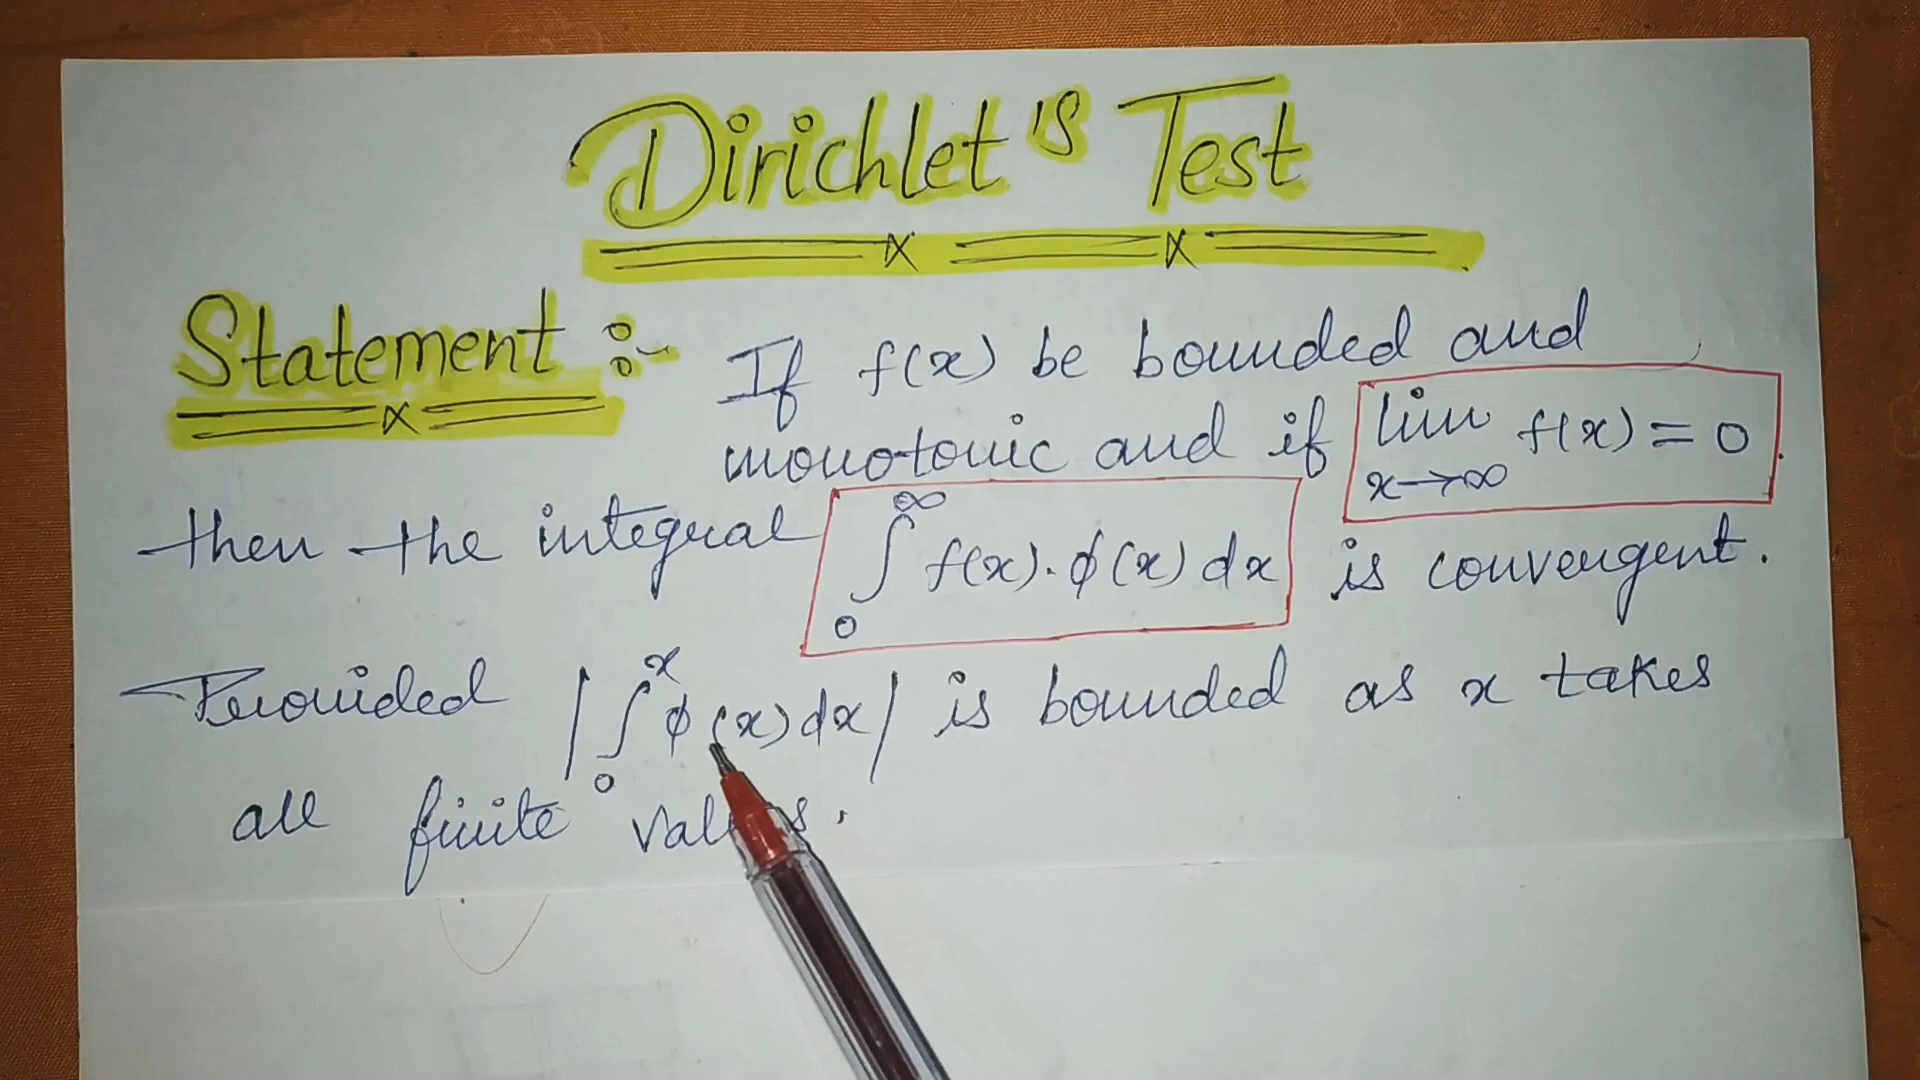 Dirichlet's Test
Statement :- If f(x) be bounded and
monotonic and if lim x→∞ f(x) = 0.
then the integral ∫₀^∞ f(x)·ϕ(x) dx is convergent.
Provided |∫₀^x ϕ(x) dx| is bounded as x takes
all finite values.